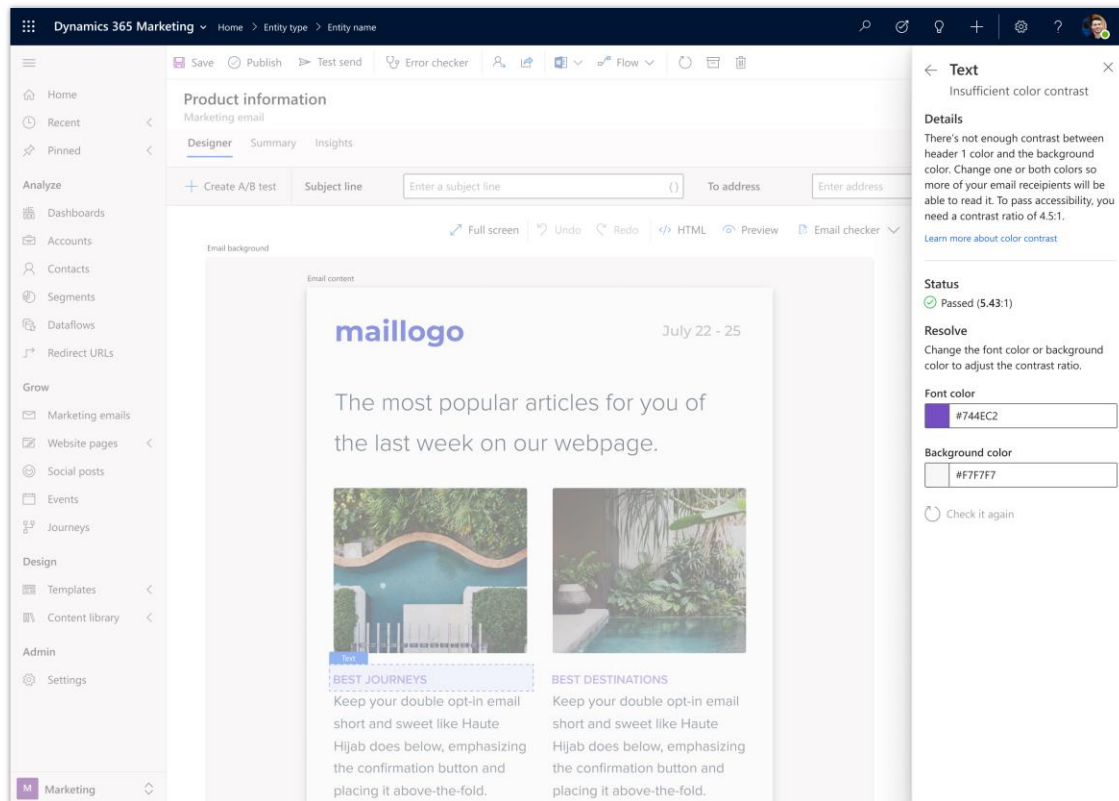 Dynamics 365 Marketing Home > Entity type > Entity name
Save Publish Test send Error checker Flow
Home
Recent
Pinned
Analyze
Dashboards
Accounts
Contacts
Segments
Dataflows
Redirect URLs
Grow
Marketing emails
Website pages
Social posts
Events
Journeys
Design
Templates
Content library
Admin
Settings
M Marketing
Product information
Marketing email
Designer Summary Insights
Create A/B test Subject line Enter a subject line {} To address Enter address
Full screen Undo Redo </> HTML Preview Email checker
Email background
Email content
maillogo July 22 - 25
The most popular articles for you of
the last week on our webpage.
Text
BEST JOURNEYS
Keep your double opt-in email
short and sweet like Haute
Hijab does below, emphasizing
the confirmation button and
placing it above-the-fold.
BEST DESTINATIONS
Keep your double opt-in email
short and sweet like Haute
Hijab does below, emphasizing
the confirmation button and
placing it above-the-fold.
Text
Insufficient color contrast
Details
There's not enough contrast between
header 1 color and the background
color. Change one or both colors so
more of your email receipients will be
able to read it. To pass accessibility, you
need a contrast ratio of 4.5:1.
Learn more about color contrast
Status
Passed (5.43:1)
Resolve
Change the font color or background
color to adjust the contrast ratio.
Font color
#744EC2
Background color
#F7F7F7
Check it again